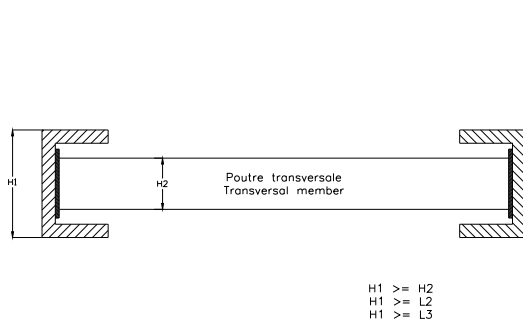 H1
H2
Poutre transversale
Transversal member
H1 >= H2
H1 >= L2
H1 >= L3